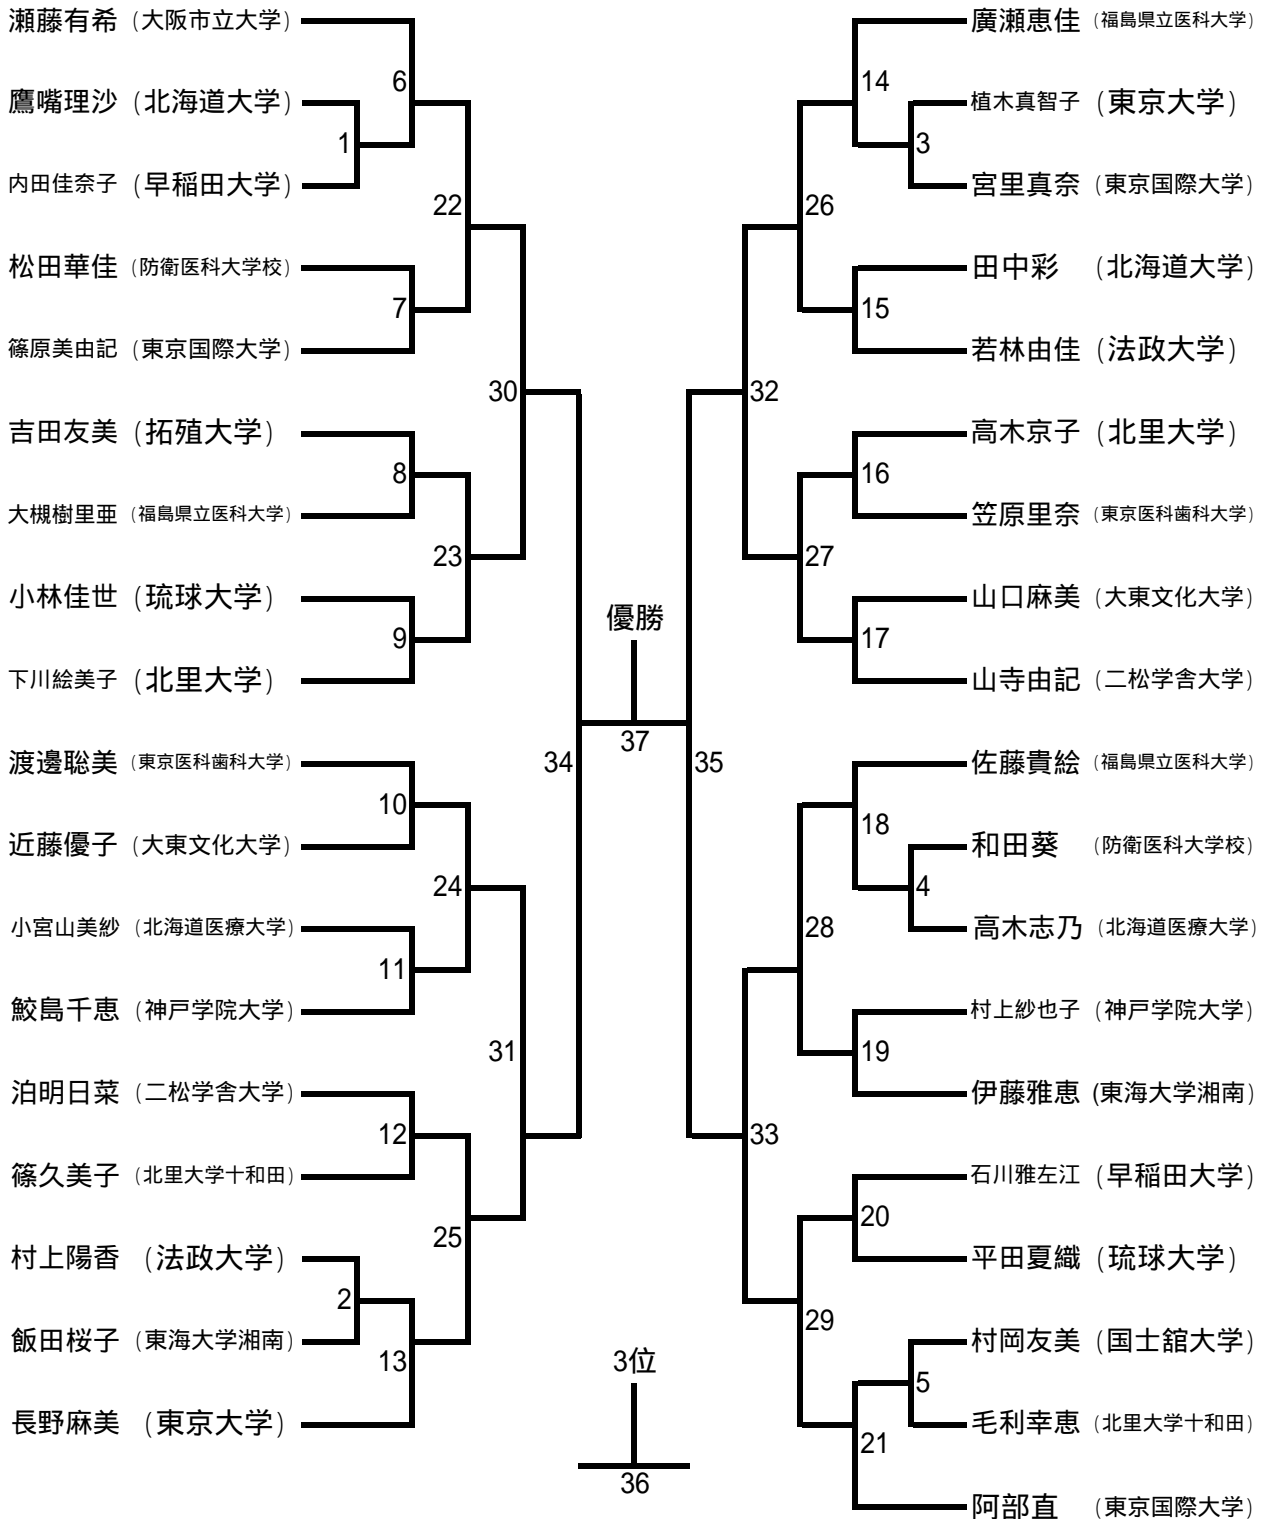 瀬藤有希（大阪市立大学）
6
鷹嘴理沙（北海道大学）
1
内田佳奈子（早稲田大学）
22
松田華佳（防衛医科大学校）
7
篠原美由記（東京国際大学）
30
吉田友美（拓殖大学）
8
大槻樹里亜（福島県立医科大学）
23
小林佳世（琉球大学）
9
下川絵美子（北里大学）
34
渡邊聡美（東京医科歯科大学）
10
近藤優子（大東文化大学）
24
小宮山美紗（北海道医療大学）
11
鮫島千恵（神戸学院大学）
31
泊明日菜（二松学舎大学）
12
篠久美子（北里大学十和田）
25
村上陽香（法政大学）
2
飯田桜子（東海大学湘南）
13
長野麻美（東京大学）
優勝
37
3位
36
廣瀬恵佳（福島県立医科大学）
14
植木真智子（東京大学）
3
宮里真奈（東京国際大学）
26
田中彩（北海道大学）
15
若林由佳（法政大学）
32
高木京子（北里大学）
16
笠原里奈（東京医科歯科大学）
27
山口麻美（大東文化大学）
17
山寺由記（二松学舎大学）
35
佐藤貴絵（福島県立医科大学）
18
和田葵（防衛医科大学校）
4
高木志乃（北海道医療大学）
28
村上紗也子（神戸学院大学）
19
伊藤雅恵（東海大学湘南）
33
石川雅左江（早稲田大学）
20
平田夏織（琉球大学）
29
村岡友美（国士舘大学）
5
毛利幸恵（北里大学十和田）
21
阿部直（東京国際大学）